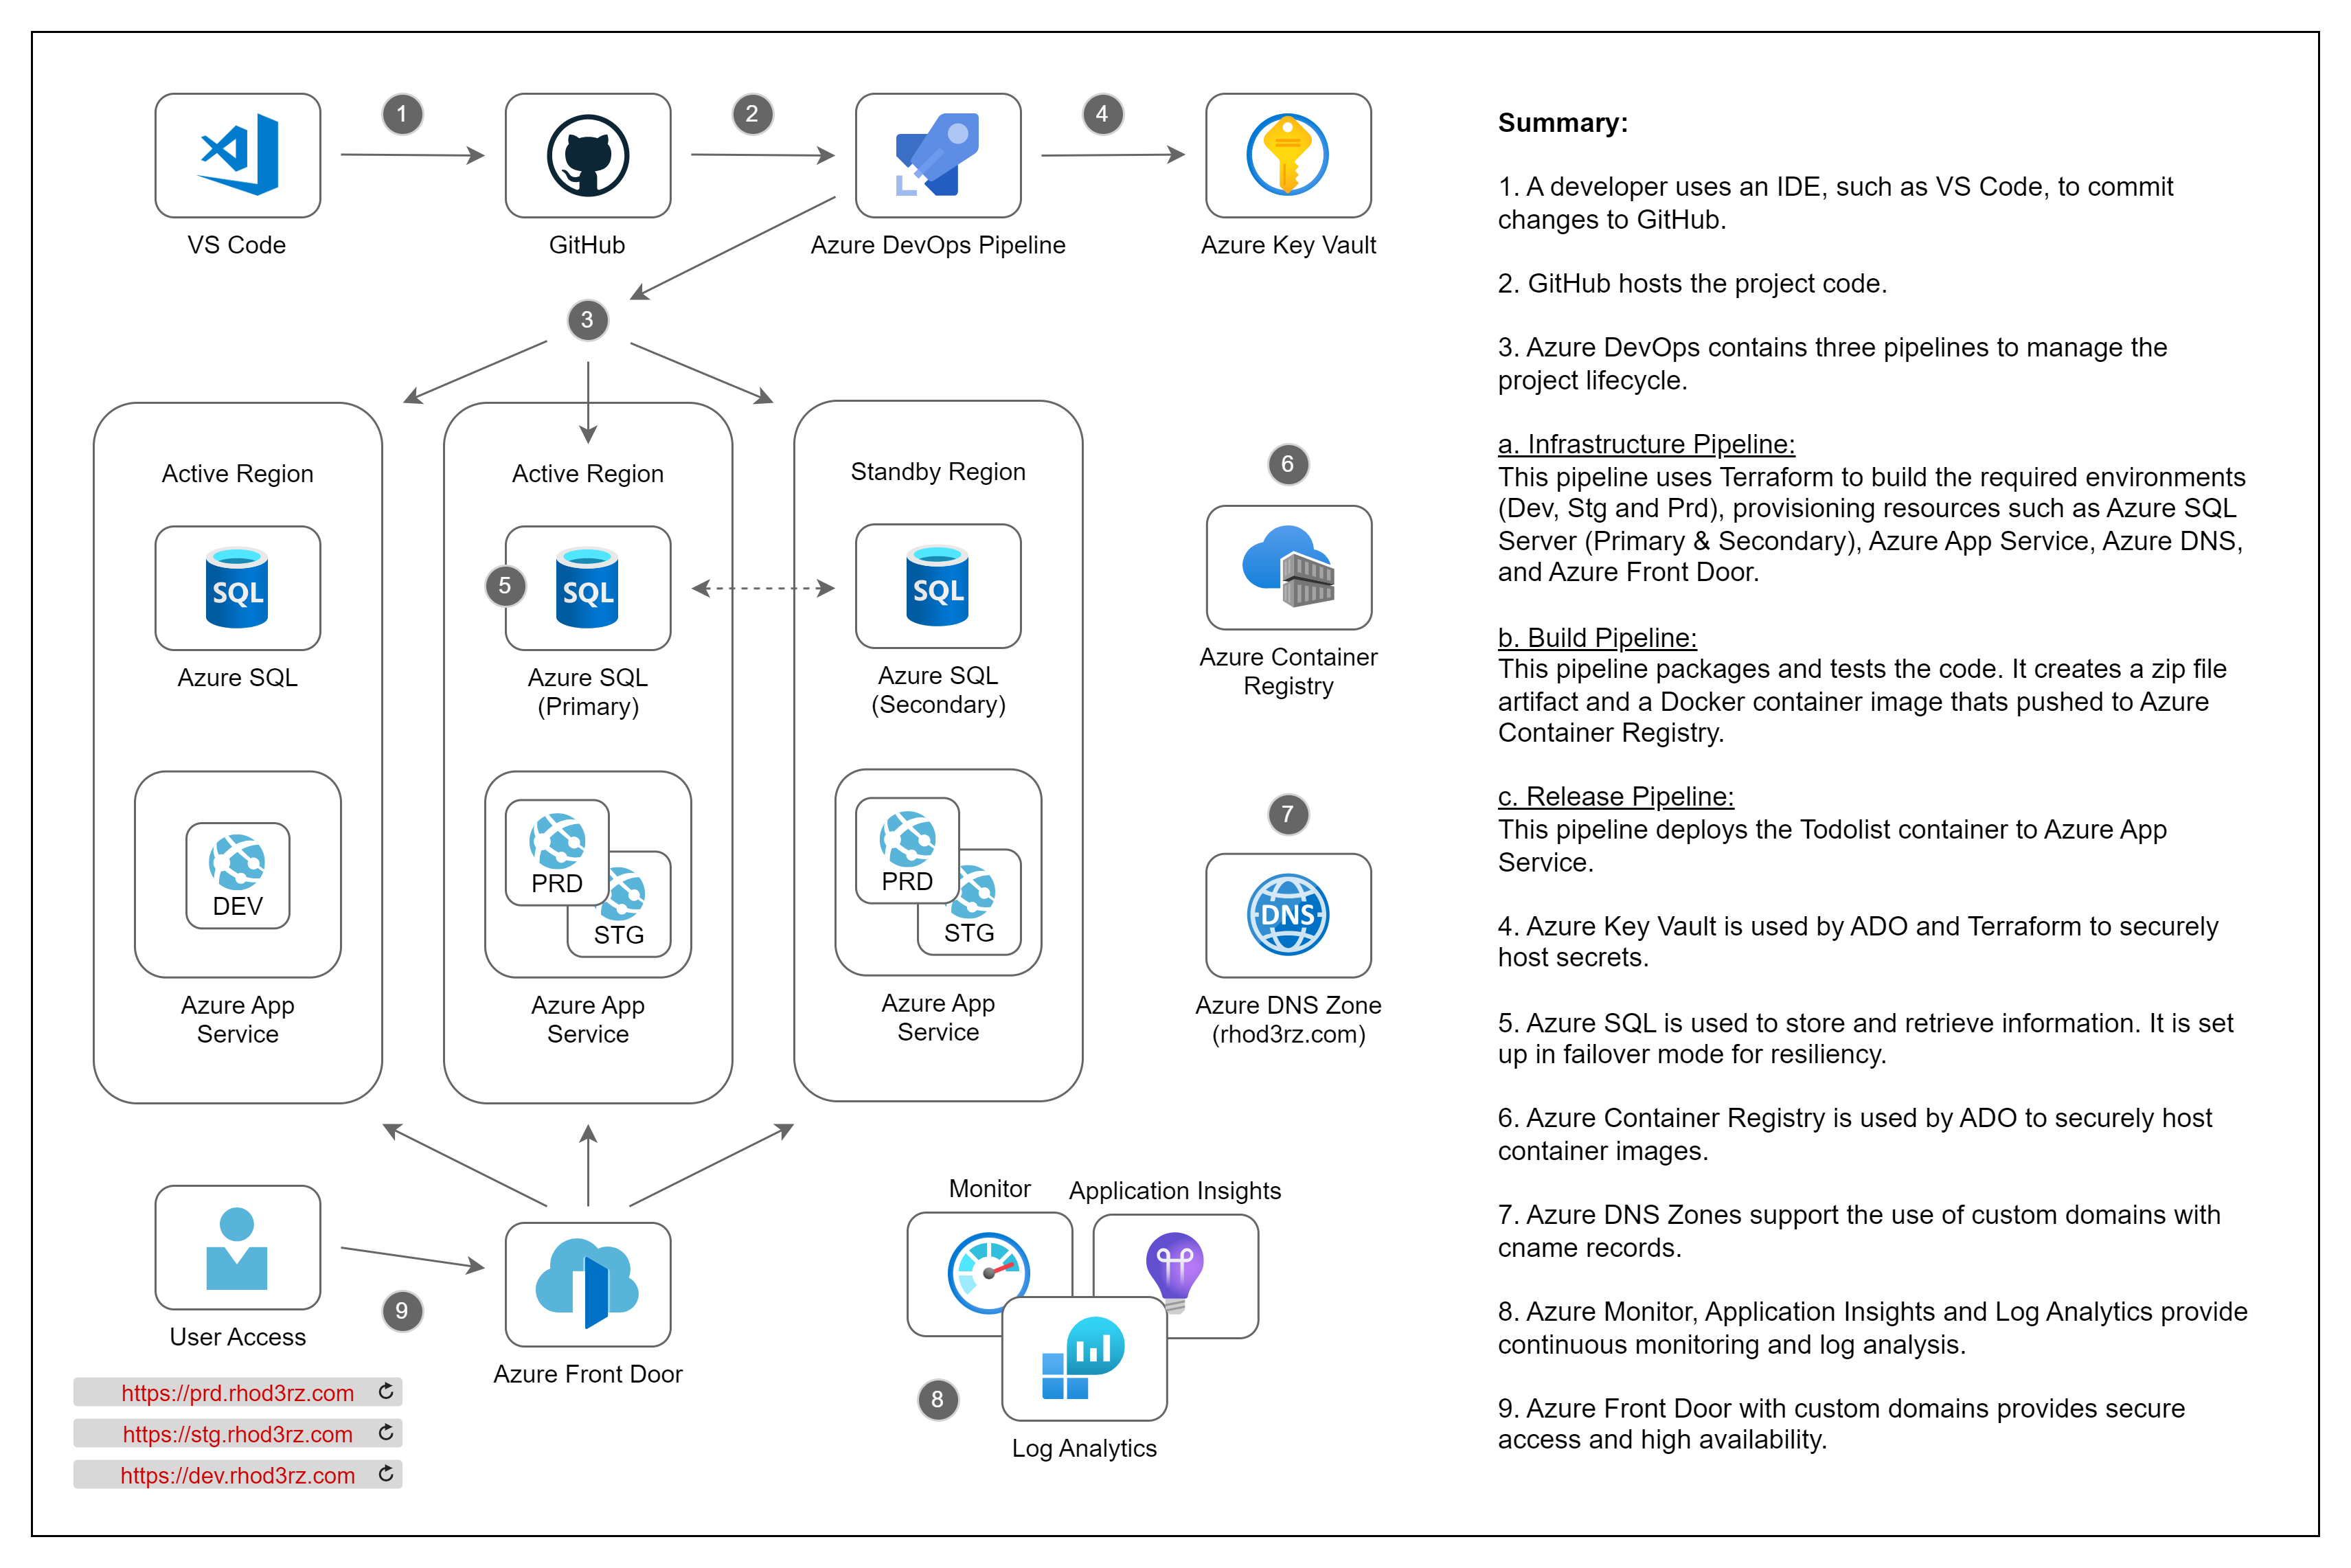 1
2
4
VS Code
GitHub
Azure DevOps Pipeline
Azure Key Vault
3
Active Region
Active Region
Standby Region
SQL
5
SQL
SQL
Azure SQL
Azure SQL
(Primary)
Azure SQL
(Secondary)
DEV
PRD
STG
PRD
STG
Azure App
Service
Azure App
Service
Azure App
Service
6
Azure Container
Registry
7
DNS
Azure DNS Zone
(rhod3rz.com)
User Access
9
Azure Front Door
https://prd.rhod3rz.com
https://stg.rhod3rz.com
https://dev.rhod3rz.com
Monitor
Application Insights
8
Log Analytics
Summary:
1. A developer uses an IDE, such as VS Code, to commit
changes to GitHub.
2. GitHub hosts the project code.
3. Azure DevOps contains three pipelines to manage the
project lifecycle.
a. Infrastructure Pipeline:
This pipeline uses Terraform to build the required environments
(Dev, Stg and Prd), provisioning resources such as Azure SQL
Server (Primary & Secondary), Azure App Service, Azure DNS,
and Azure Front Door.
b. Build Pipeline:
This pipeline packages and tests the code. It creates a zip file
artifact and a Docker container image thats pushed to Azure
Container Registry.
c. Release Pipeline:
This pipeline deploys the Todolist container to Azure App
Service.
4. Azure Key Vault is used by ADO and Terraform to securely
host secrets.
5. Azure SQL is used to store and retrieve information. It is set
up in failover mode for resiliency.
6. Azure Container Registry is used by ADO to securely host
container images.
7. Azure DNS Zones support the use of custom domains with
cname records.
8. Azure Monitor, Application Insights and Log Analytics provide
continuous monitoring and log analysis.
9. Azure Front Door with custom domains provides secure
access and high availability.